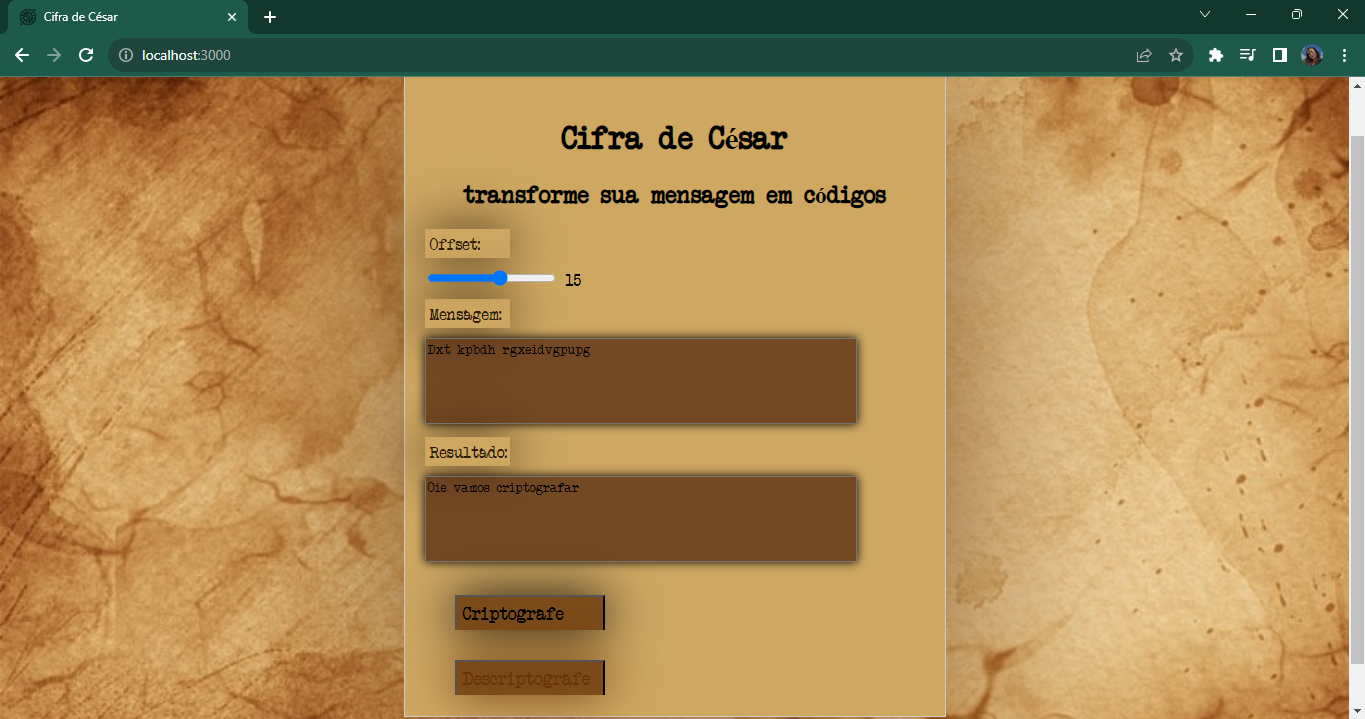 Cifra de César
localhost:3000
Cifra de César
transforme sua mensagem em códigos
Offset:
15
Mensagem:
Dxt kpbdh rgxeidvgpupg
Resultado:
Oie vamos criptografar
Criptografe
Descriptografe